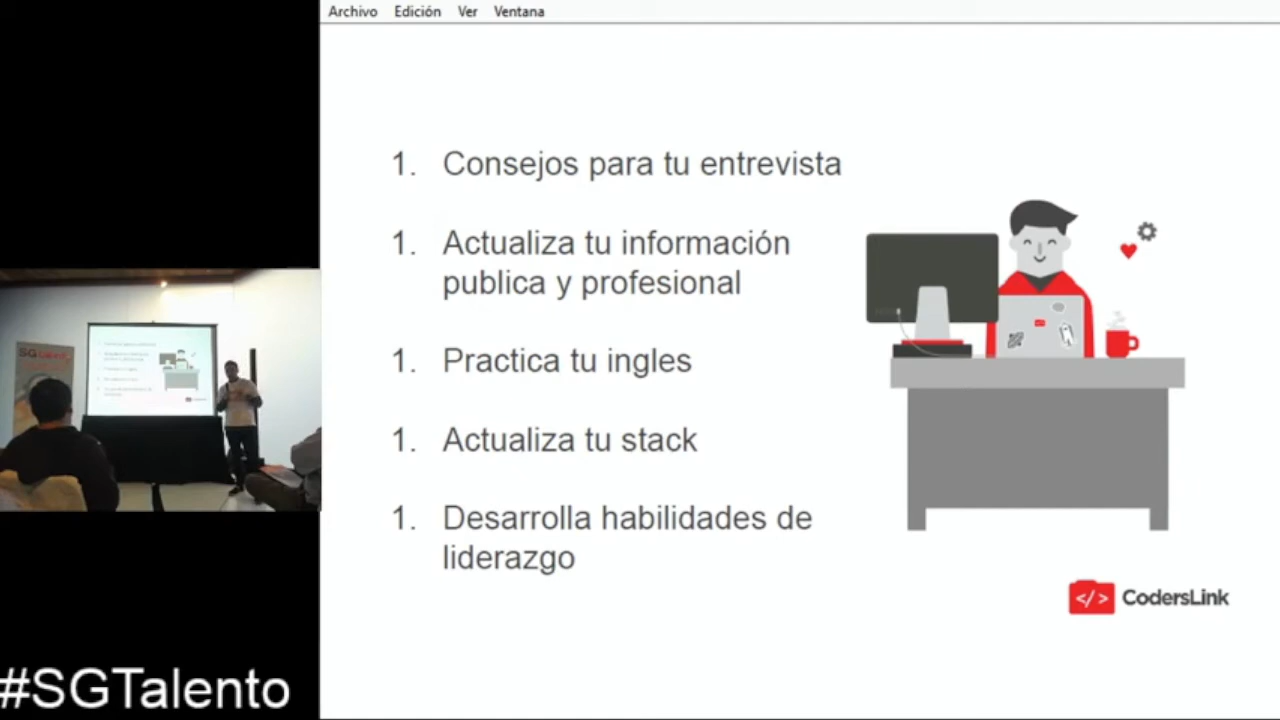 Archivo Edición Ver Ventana
1. Consejos para tu entrevista
1. Actualiza tu información
publica y profesional
1. Practica tu ingles
1. Actualiza tu stack
1. Desarrolla habilidades de
liderazgo
</> CodersLink
SG
#SGTalento